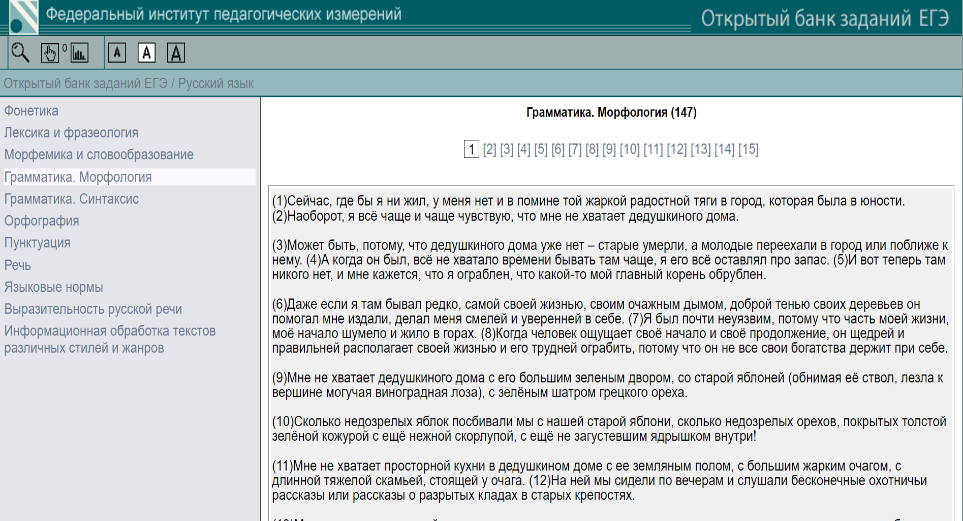 Федеральный институт педагогических измерений
Открытый банк заданий ЕГЭ
0
А А А
Открытый банк заданий ЕГЭ / Русский язык
Фонетика
Лексика и фразеология
Морфемика и словообразование
Грамматика. Морфология
Грамматика. Синтаксис
Орфография
Пунктуация
Речь
Языковые нормы
Выразительность русской речи
Информационная обработка текстов
различных стилей и жанров
Грамматика. Морфология (147)
1 [2] [3] [4] [5] [6] [7] [8] [9] [10] [11] [12] [13] [14] [15]
(1)Сейчас, где бы я ни жил, у меня нет и в помине той жаркой радостной тяги в город, которая была в юности.
(2)Наоборот, я всё чаще и чаще чувствую, что мне не хватает дедушкиного дома.
(3)Может быть, потому, что дедушкиного дома уже нет – старые умерли, а молодые переехали в город или поближе к
нему. (4)А когда он был, всё не хватало времени бывать там чаще, я его всё оставлял про запас. (5)И вот теперь там
никого нет, и мне кажется, что я ограблен, что какой-то мой главный корень обрублен.
(6)Даже если я там бывал редко, самой своей жизнью, своим очажным дымом, доброй тенью своих деревьев он
помогал мне издали, делал меня смелей и уверенней в себе. (7)Я был почти неуязвим, потому что часть моей жизни,
моё начало шумело и жило в горах. (8)Когда человек ощущает своё начало и своё продолжение, он щедрей и
правильней располагает своей жизнью и его трудней ограбить, потому что он не все свои богатства держит при себе.
(9)Мне не хватает дедушкиного дома с его большим зеленым двором, со старой яблоней (обнимая её ствол, лезла к
вершине могучая виноградная лоза), с зелёным шатром грецкого ореха.
(10)Сколько недозрелых яблок посбивали мы с нашей старой яблони, сколько недозрелых орехов, покрытых толстой
зелёной кожурой с ещё нежной скорлупой, с ещё не загустевшим ядрышком внутри!
(11)Мне не хватает просторной кухни в дедушкином доме с ее земляным полом, с большим жарким очагом, с
длинной тяжелой скамьей, стоящей у очага. (12)На ней мы сидели по вечерам и слушали бесконечные охотничьи
рассказы или рассказы о разрытых кладах в старых крепостях.